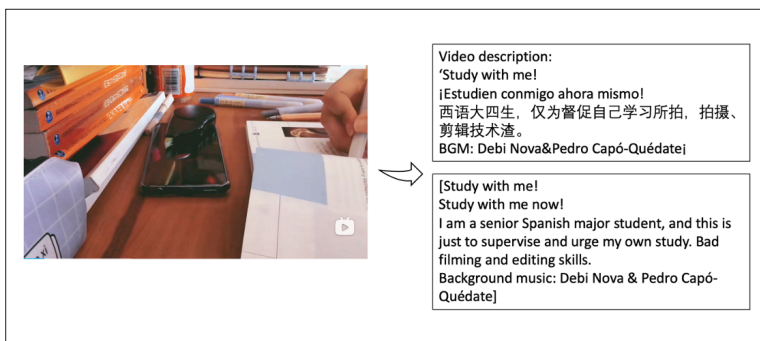 Video description:
‘Study with me!
¡Estudien conmigo ahora mismo!
西语大四生，仅为督促自己学习所拍，拍摄、
剪辑技术渣。
BGM: Debi Nova&Pedro Capó-Quédate¡
[Study with me!
Study with me now!
I am a senior Spanish major student, and this is
just to supervise and urge my own study. Bad
filming and editing skills.
Background music: Debi Nova & Pedro Capó-
Quédate]